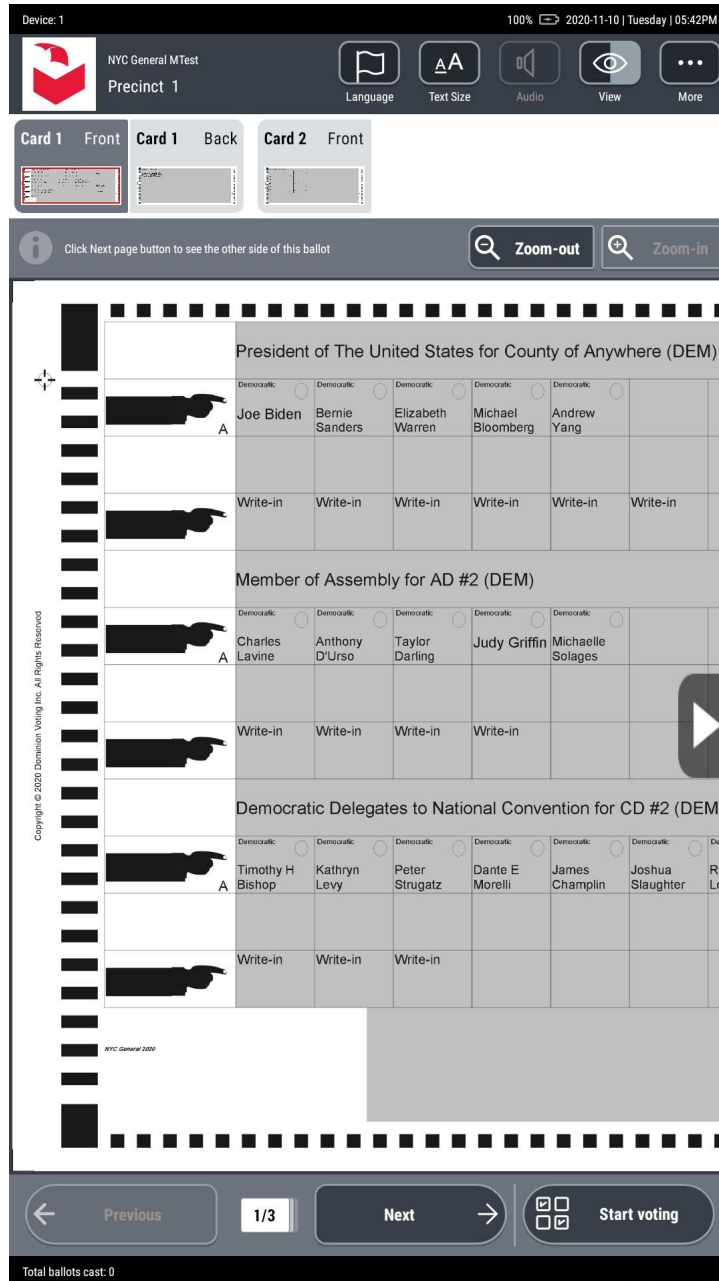 Device: 1
100% 2020-11-10 | Tuesday | 05:42PM
NYC General MTest
Precinct 1
Language
AA
Text Size
Audio
View
More
Card 1 Front
Card 1 Back
Card 2 Front
Click Next page button to see the other side of this ballot
Zoom-out
Zoom-in
President of The United States for County of Anywhere (DEM)
Democratic Democratic Democratic Democratic Democratic
A
Joe Biden
Bernie Sanders
Elizabeth Warren
Michael Bloomberg
Andrew Yang
Write-in Write-in Write-in Write-in Write-in Write-in
Member of Assembly for AD #2 (DEM)
Democratic Democratic Democratic Democratic Democratic
A
Charles Lavine
Anthony D'Urso
Taylor Darling
Judy Griffin
Michaelle Solages
Write-in Write-in Write-in Write-in
Democratic Delegates to National Convention for CD #2 (DEM
Democratic Democratic Democratic Democratic Democratic Democratic De
A
Timothy H Bishop
Kathryn Levy
Peter Strugatz
Dante E Morelli
James Champlin
Joshua Slaughter
Write-in Write-in Write-in
Copyright © 2020 Dominion Voting Inc. All Rights Reserved
NYC General 2020
Previous
1/3
Next
Start voting
Total ballots cast: 0